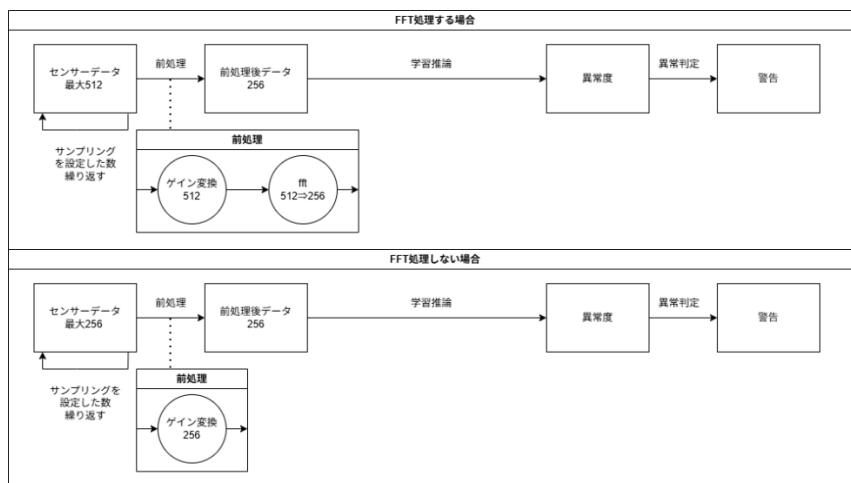 FFT処理する場合
センサーデータ
最大512
前処理
前処理後データ
256
学習推論
異常度
異常判定
警告
サンプリング
を設定した数
繰り返す
前処理
ゲイン変換
512
fft
512⇒256
FFT処理しない場合
センサーデータ
最大256
前処理
前処理後データ
256
学習推論
異常度
異常判定
警告
サンプリングを
設定した数
繰り返す
前処理
ゲイン変換
256